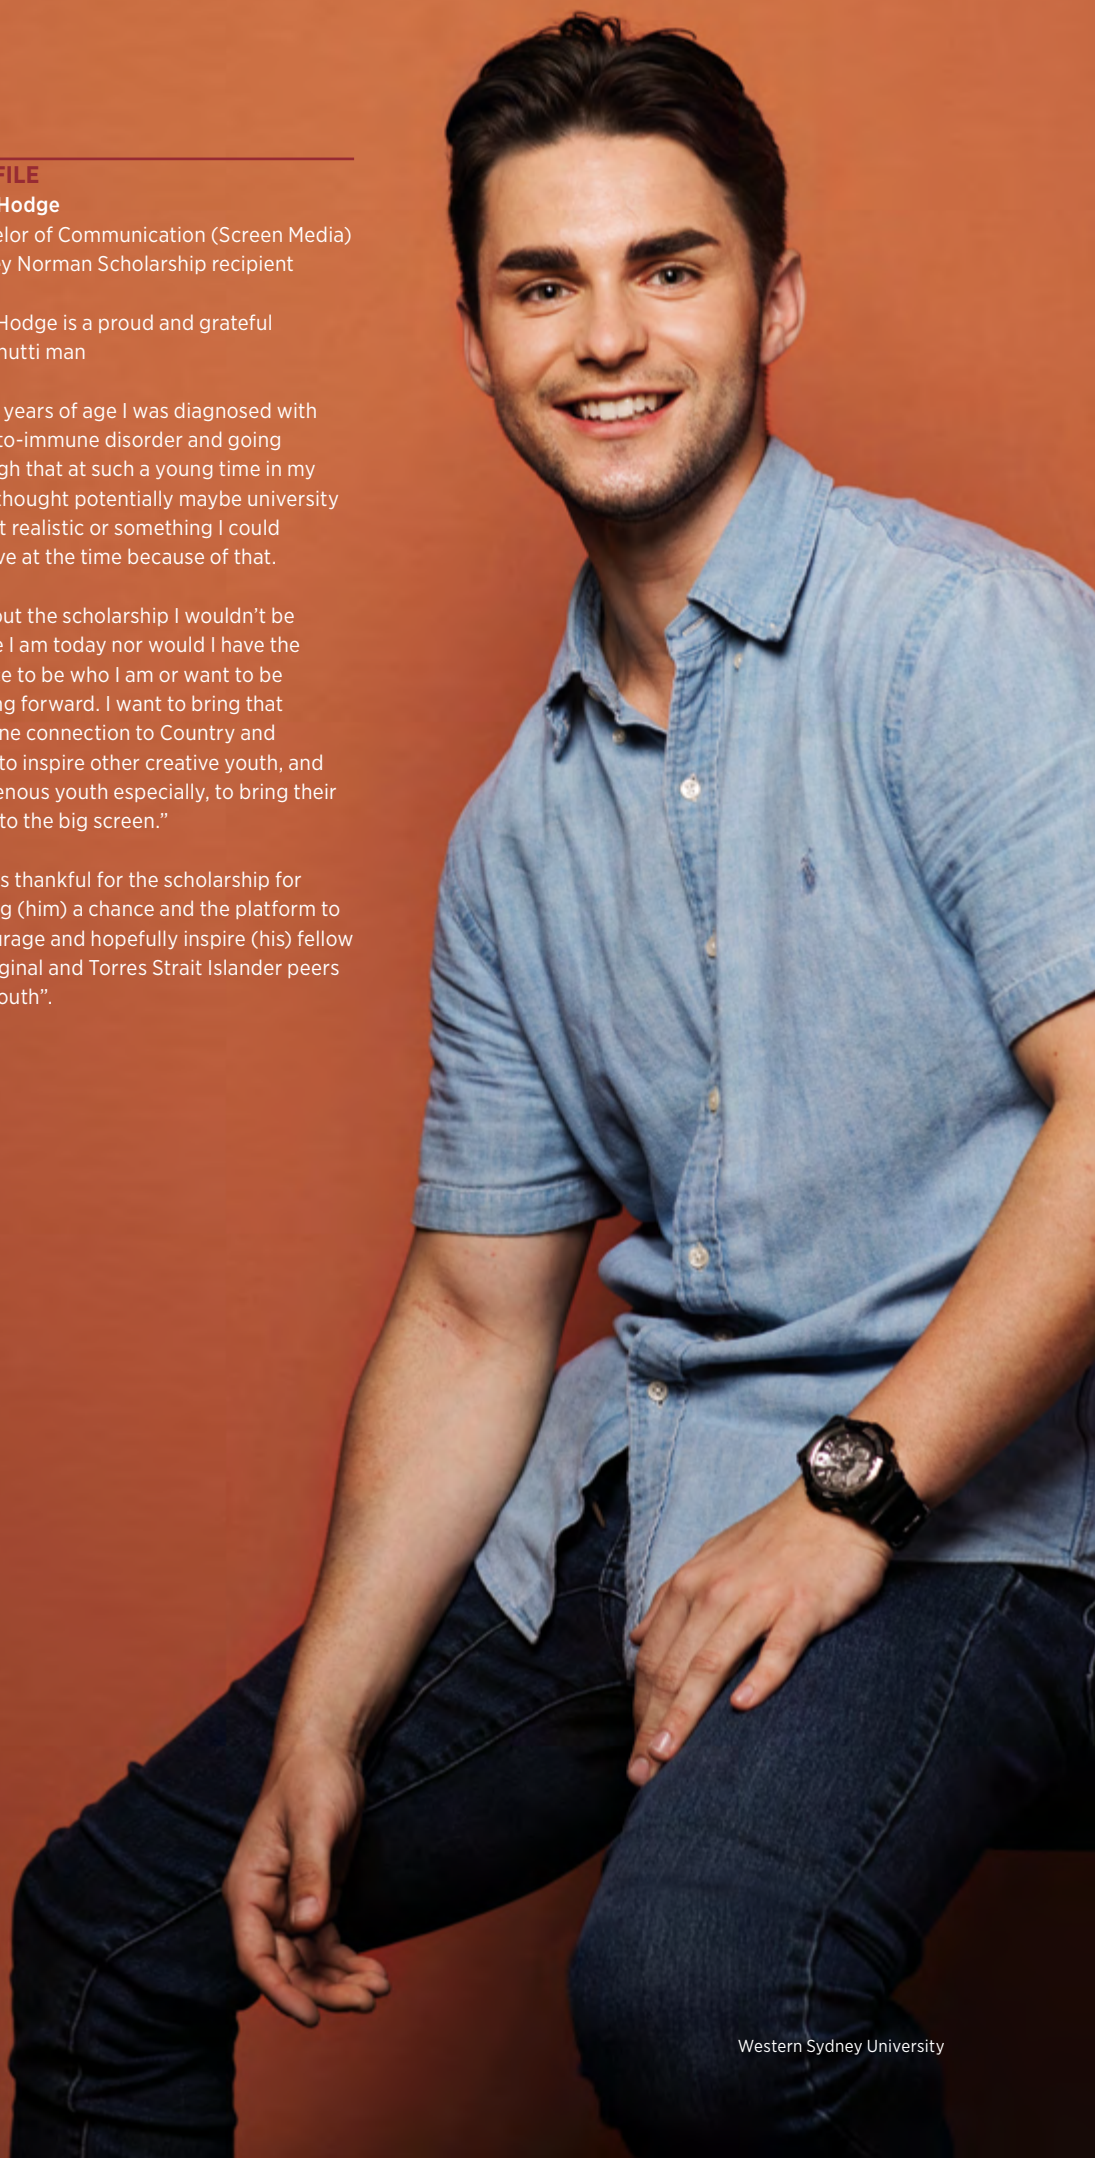 FILE
Hodge
elor of Communication (Screen Media)
ey Norman Scholarship recipient
Hodge is a proud and grateful
nutti man
years of age I was diagnosed with
to-immune disorder and going
gh that at such a young time in my
thought potentially maybe university
t realistic or something I could
ve at the time because of that.
out the scholarship I wouldn’t be
e I am today nor would I have the
e to be who I am or want to be
ng forward. I want to bring that
ne connection to Country and
to inspire other creative youth, and
enous youth especially, to bring their
to the big screen.”
s thankful for the scholarship for
g (him) a chance and the platform to
urage and hopefully inspire (his) fellow
ginal and Torres Strait Islander peers
outh”.
Western Sydney University